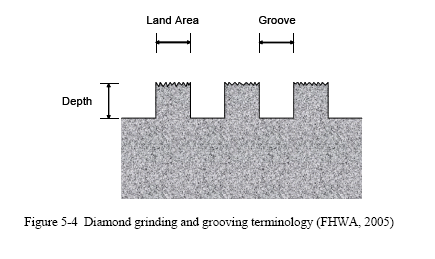 Land Area Groove
Depth
Figure 5-4 Diamond grinding and grooving terminology (FHWA, 2005)